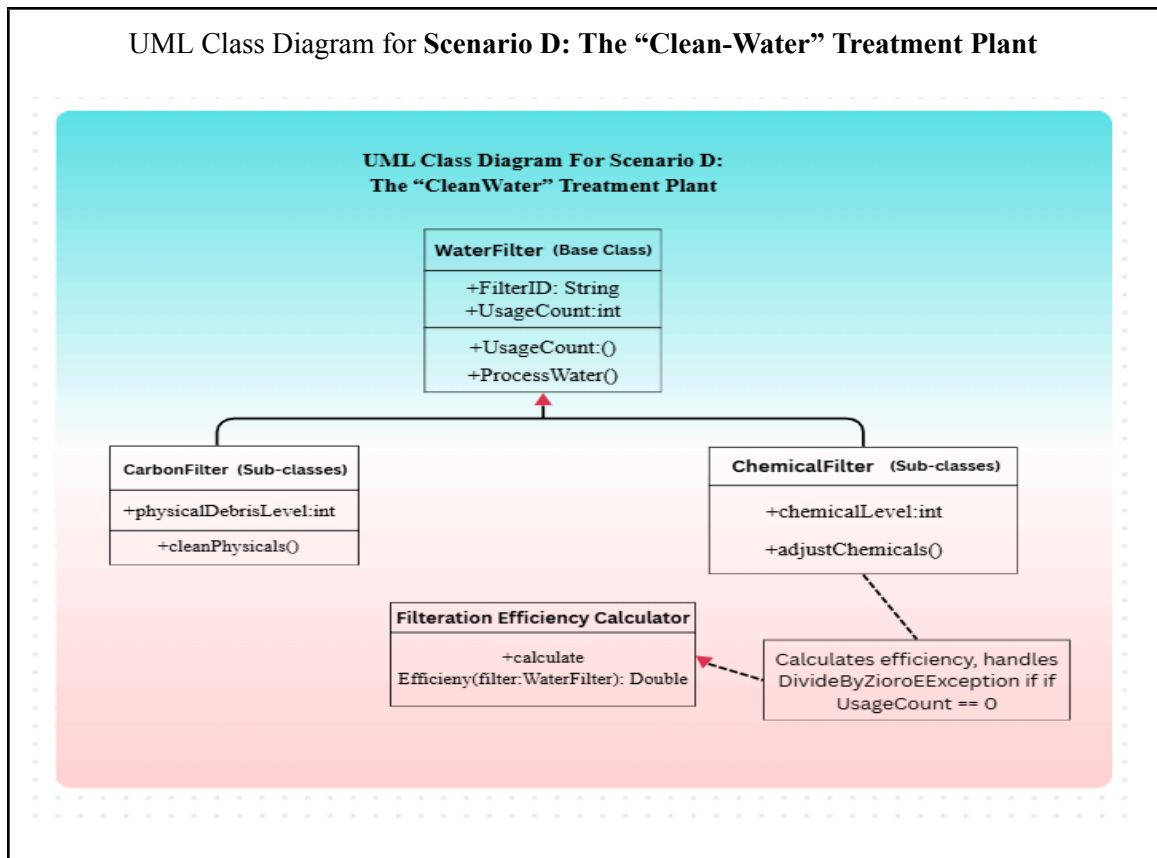 UML Class Diagram for Scenario D: The “Clean-Water” Treatment Plant
UML Class Diagram For Scenario D:
The “CleanWater” Treatment Plant
WaterFilter (Base Class)
+FilterID: String
+UsageCount:int
+UsageCount:()
+ProcessWater()
CarbonFilter (Sub-classes)
+physicalDebrisLevel:int
+cleanPhysicals()
ChemicalFilter (Sub-classes)
+chemicalLevel:int
+adjustChemicals()
Filteration Efficiency Calculator
+calculate
Efficieny(filter:WaterFilter): Double
Calculates efficiency, handles
DivideByZioroEException if if
UsageCount == 0